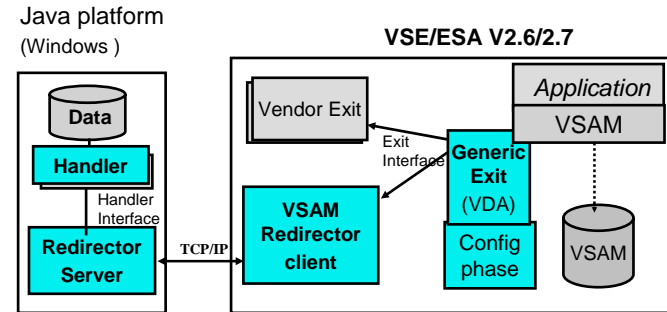 Java platform
(Windows )
Data
Handler
Handler
Interface
Redirector
Server
TCP/IP
VSE/ESA V2.6/2.7
Vendor Exit
Exit
Interface
VSAM
Redirector
client
Generic
Exit
(VDA)
Config
phase
Application
VSAM
VSAM